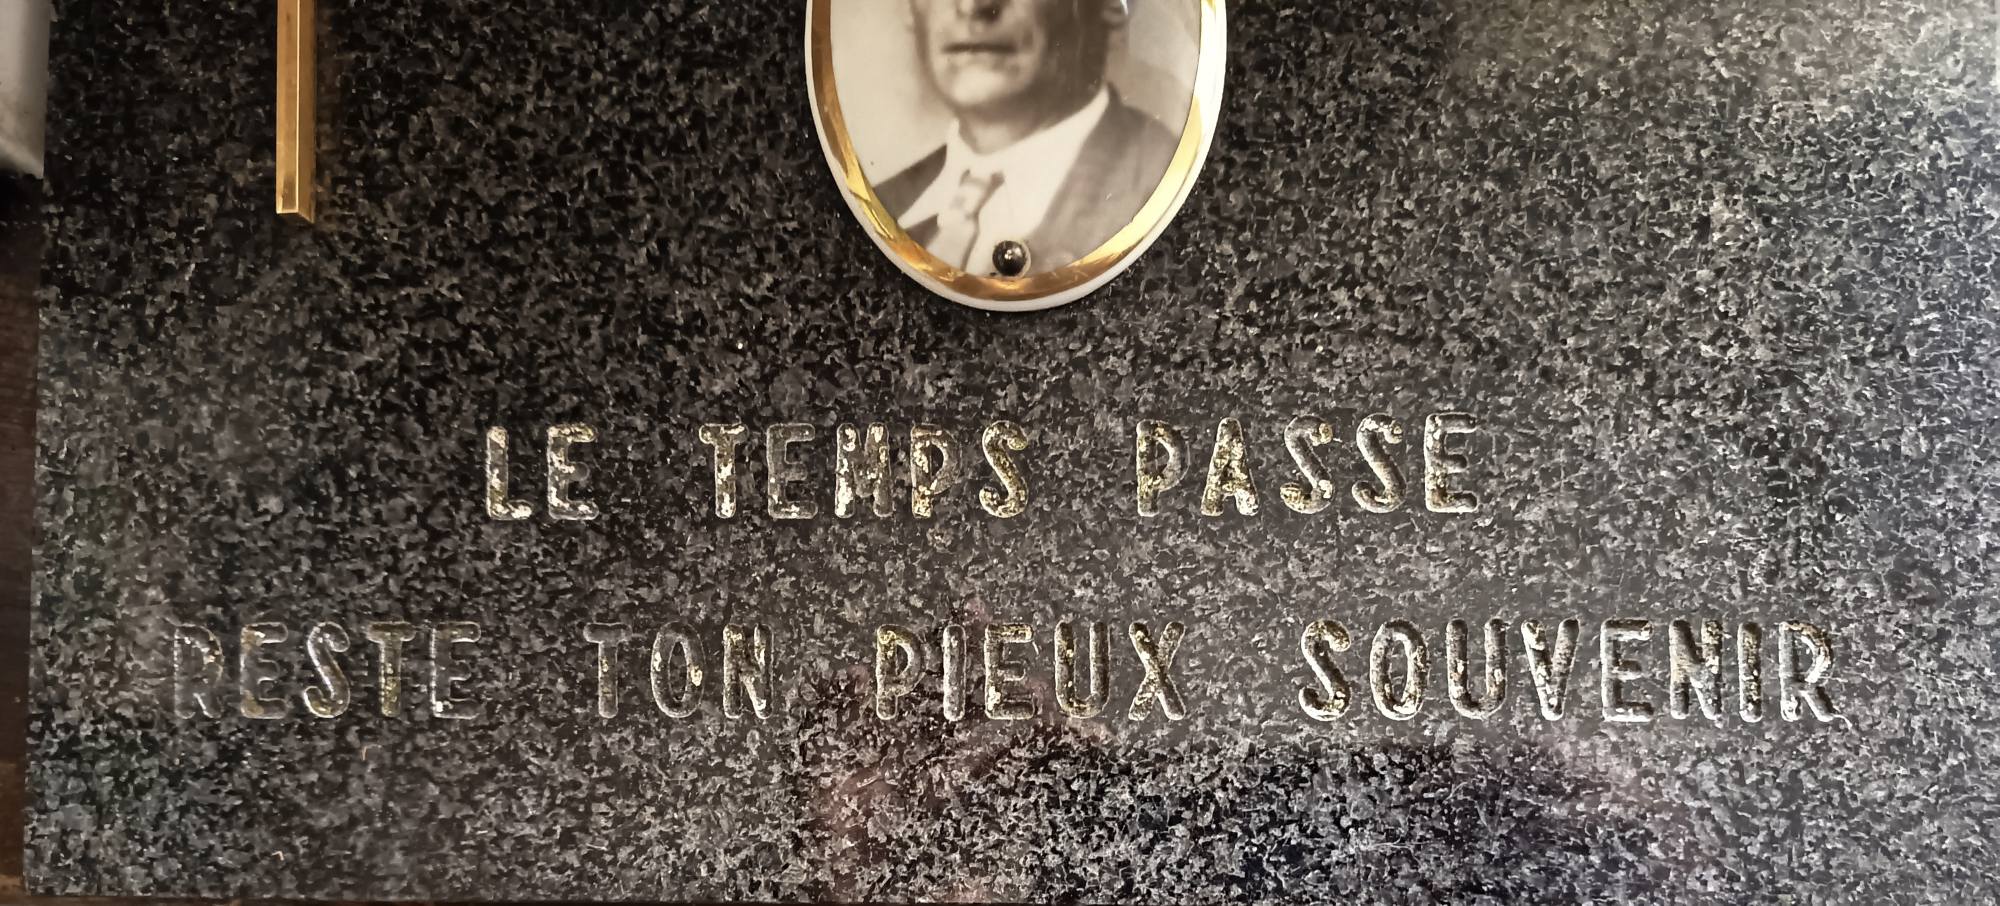 LE TEMPS PASSE
RESTE TON PIEUX SOUVENIR